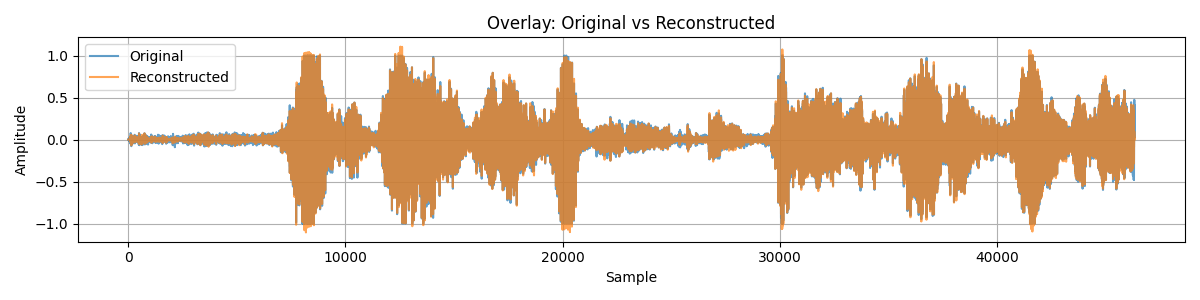 Overlay: Original vs Reconstructed
Original
Reconstructed
Amplitude
1.0
0.5
0.0
−0.5
−1.0
0
10000
20000
30000
40000
Sample